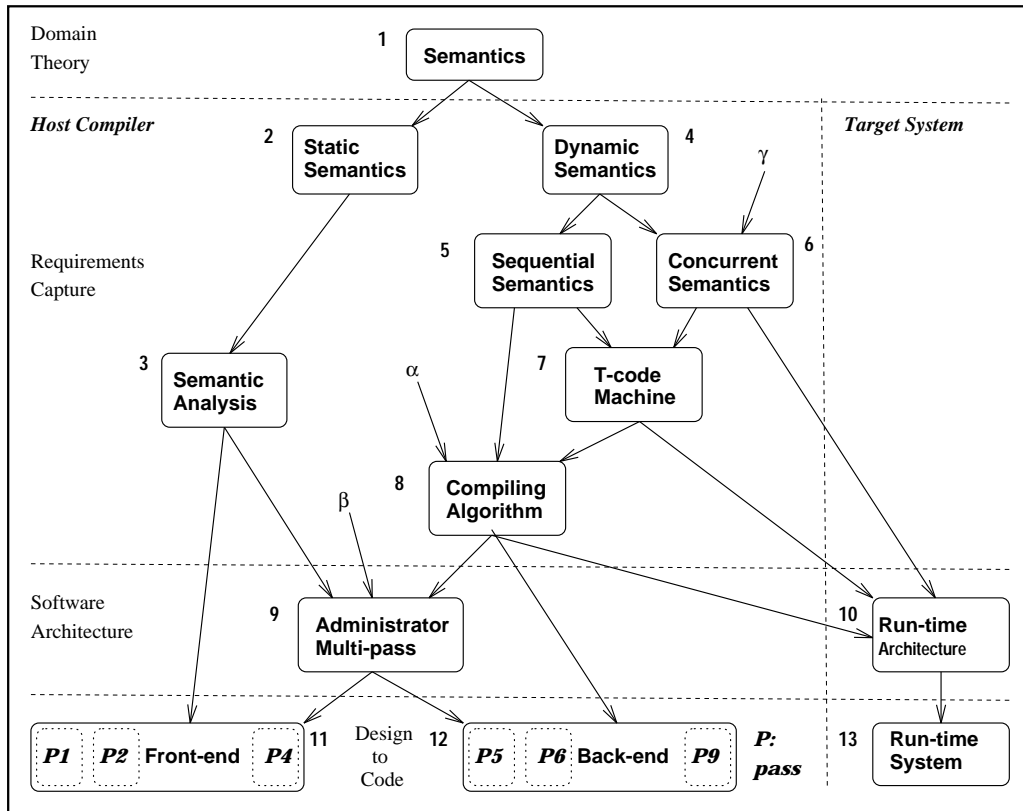 Domain
Theory
1
Semantics
Host Compiler
Target System
2
Static
Semantics
Dynamic
Semantics
4
γ
Requirements
Capture
5
Sequential
Semantics
Concurrent
Semantics
6
3
Semantic
Analysis
α
7
T-code
Machine
8
Compiling
Algorithm
β
Software
Architecture
9
Administrator
Multi-pass
10
Run-time
Architecture
P1 P2 Front-end P4
11
Design
to
Code
12
P5 P6 Back-end P9
P:
pass
13
Run-time
System